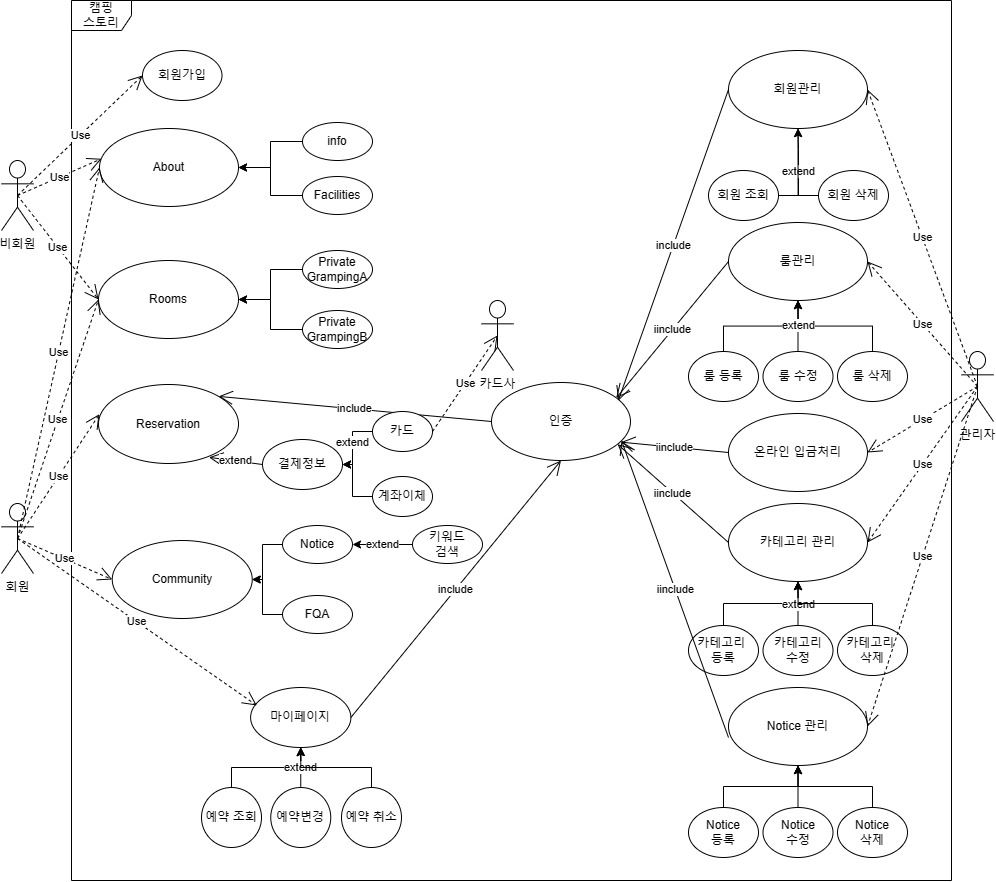 캠핑
스토리
회원가입
Use
About
info
Facilities
Use
비회원
Use
Rooms
Private
GrampingA
Private
GrampingB
Use
Use
Reservation
include
extend
결제정보
extend
카드
계좌이체
Use
카드사
인증
Use
회원
Use
Community
Notice
extend
키워드
검색
FQA
Use
include
마이페이지
extend
예약 조회
예약변경
예약 취소
회원관리
extend
회원 조회
회원 삭제
include
Use
룸관리
iinclude
extend
Use
룸 등록
룸 수정
룸 삭제
관리자
Use
iinclude
온라인 입금처리
iinclude
카테고리 관리
Use
Use
iinclude
extend
카테고리
등록
카테고리
수정
카테고리
삭제
Notice 관리
Notice
등록
Notice
수정
Notice
삭제